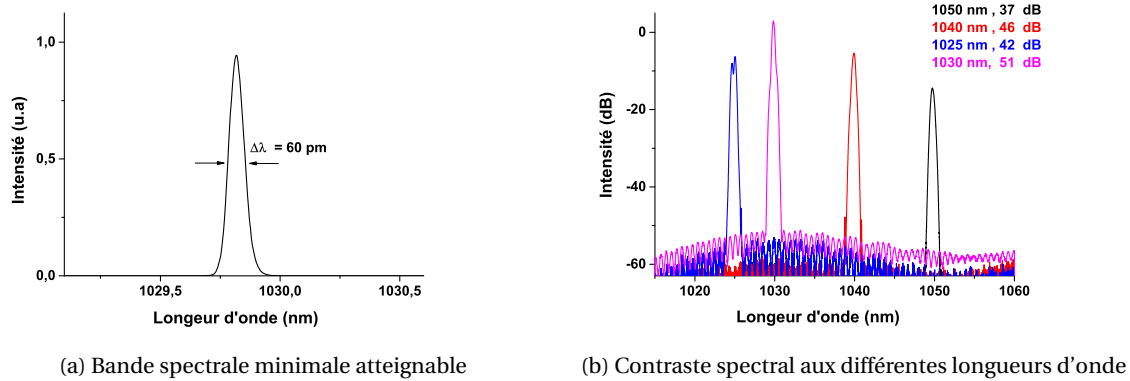 1,0
0,5
0,0
Intensité (u.a)
Δλ = 60 pm
1029,5
1030,0
1030,5
Longeur d'onde (nm)
(a) Bande spectrale minimale atteignable
1050 nm , 37 dB
1040 nm , 46 dB
1025 nm , 42 dB
1030 nm, 51 dB
0
-20
-40
-60
Intensité (dB)
1020
1030
1040
1050
1060
Longeur d'onde (nm)
(b) Contraste spectral aux différentes longueurs d'onde